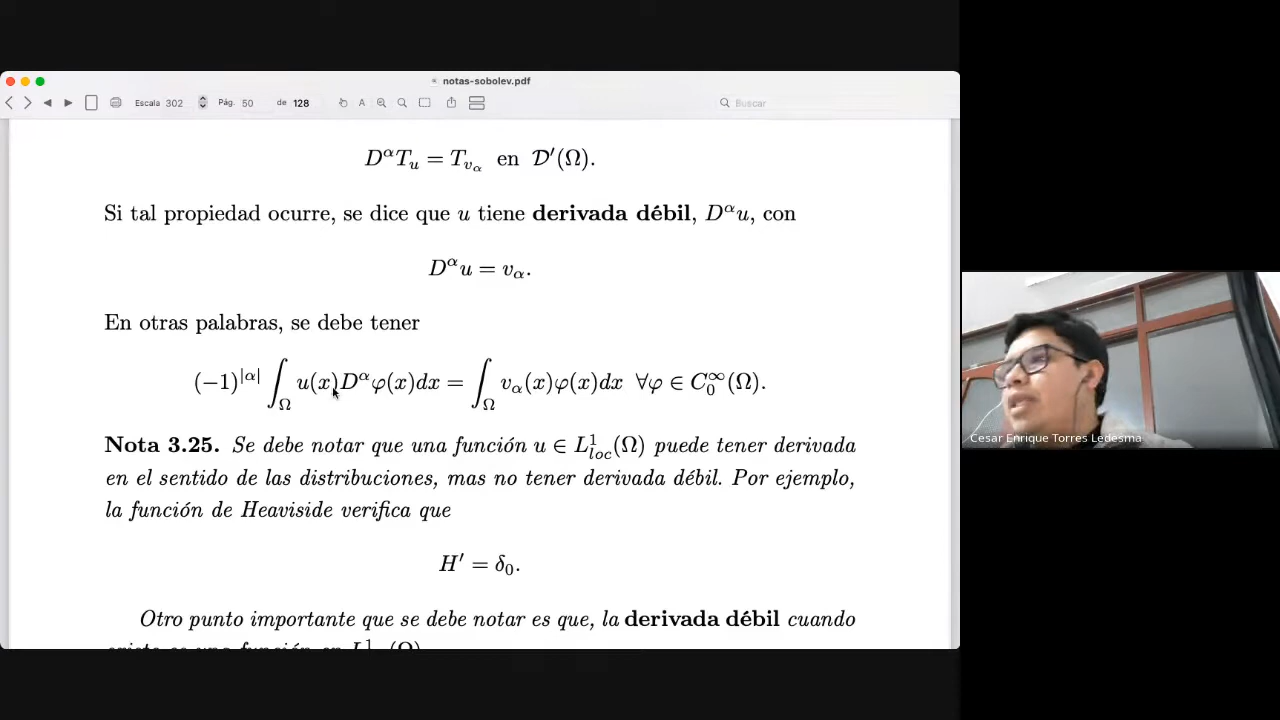 notas-sobolev.pdf
Escala 302 Pág. 50 de 128 Buscar
D^α T_u = T_{v_α} en 𝒟′(Ω).
Si tal propiedad ocurre, se dice que u tiene derivada débil, D^α u, con
D^α u = v_α.
En otras palabras, se debe tener
(−1)^{|α|} ∫_Ω u(x)D^α φ(x)dx = ∫_Ω v_α(x)φ(x)dx ∀φ ∈ C_0^∞(Ω).
Nota 3.25. Se debe notar que una función u ∈ L^1_{loc}(Ω) puede tener derivada
en el sentido de las distribuciones, mas no tener derivada débil. Por ejemplo,
la función de Heaviside verifica que
H′ = δ_0.
Otro punto importante que se debe notar es que, la derivada débil cuando
Cesar Enrique Torres Ledesma